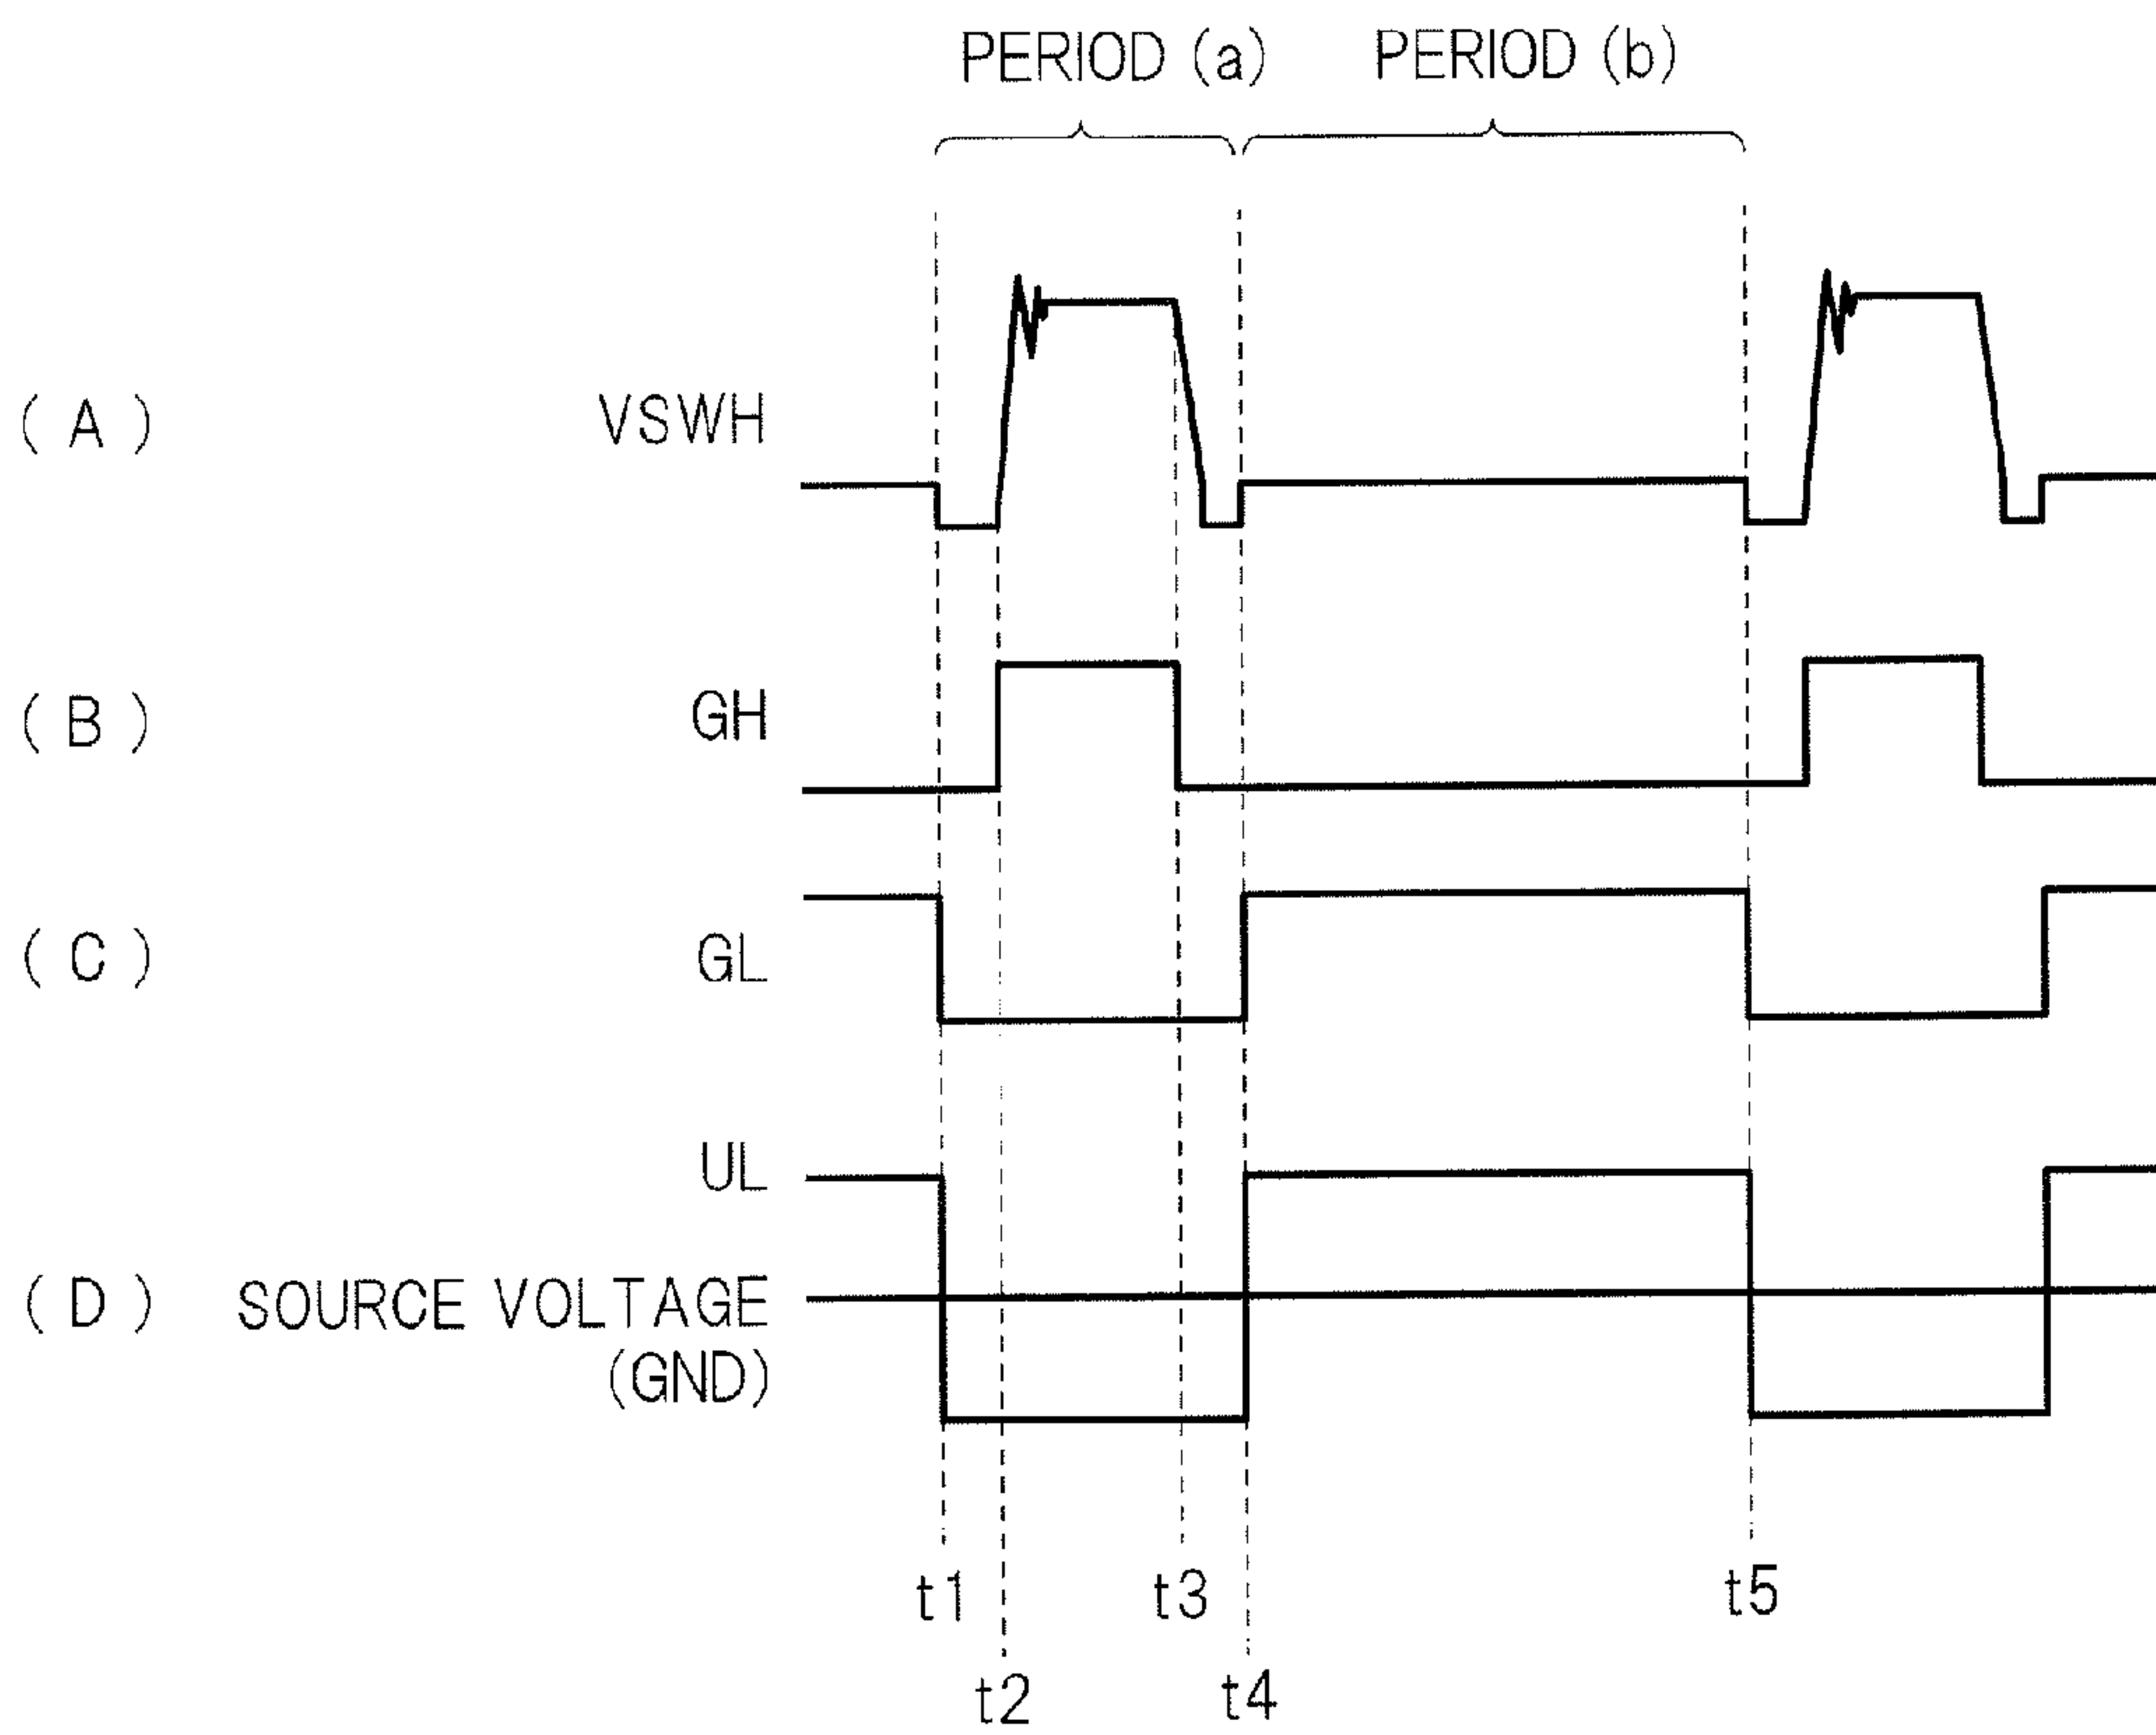 PERIOD (a) PERIOD (b)
(A) VSWH
(B) GH
(C) GL
UL
(D) SOURCE VOLTAGE
(GND)
t1 t3 t5
t2 t4